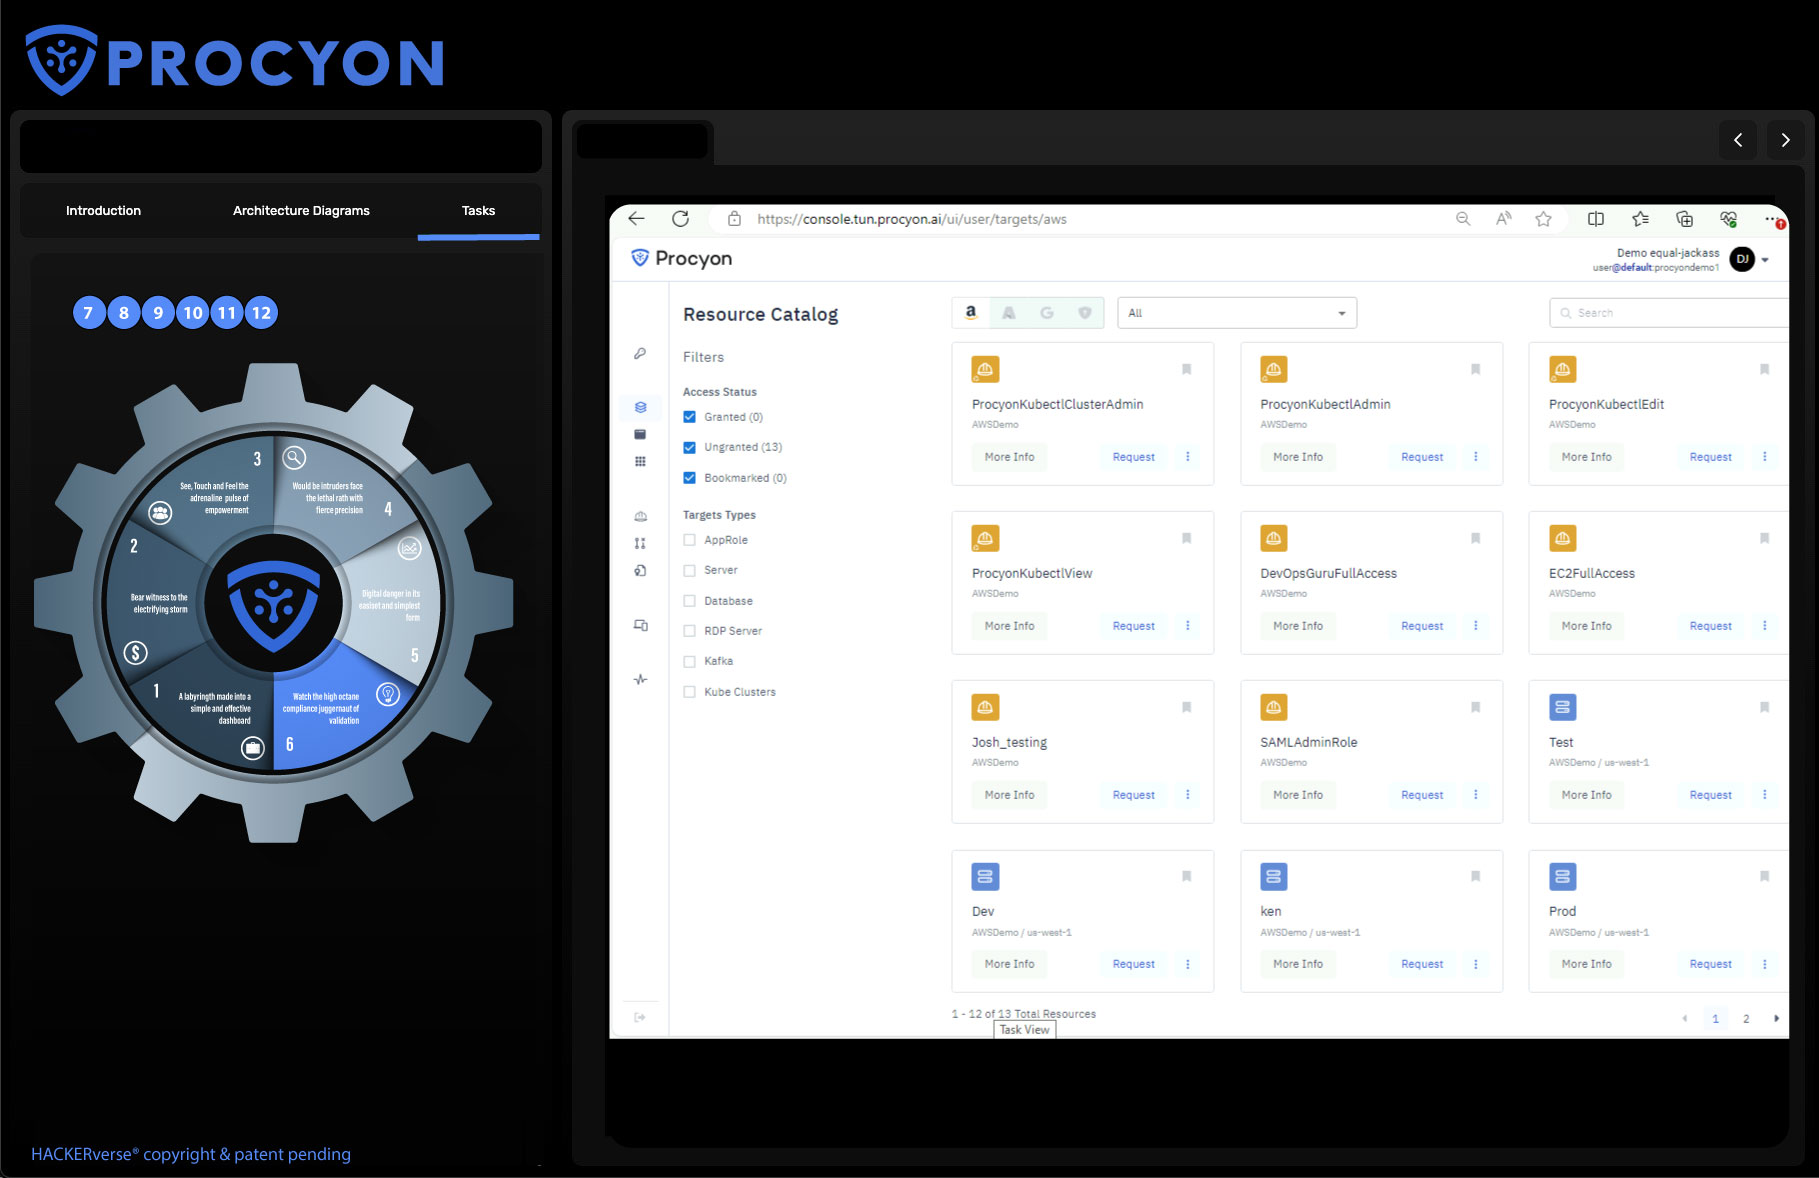 PROCYON
Introduction
Architecture Diagrams
Tasks
7
8
9
10
11
12
3
See, Touch and Feel the
adrenaline pulse of
empowerment
Would be intruders face
the lethal rath with
fierce precision
4
2
Bear witness to the
electrifying storm
Digital danger in its
easiset and simplest
form
5
$
1
A labyringth made into a
simple and effective
dashboard
Watch the high octane
compliance juggernaut of
validation
6
HACKERverse® copyright & patent pending
https://console.tun.procyon.ai/ui/user/targets/aws
Procyon
Demo equal-jackass
user@default:procyondemo1
DJ
Resource Catalog
a
A
G
All
Search
Filters
Access Status
Granted (0)
Ungranted (13)
Bookmarked (0)
Targets Types
AppRole
Server
Database
RDP Server
Kafka
Kube Clusters
ProcyonKubectlClusterAdmin
AWSDemo
More Info
Request
ProcyonKubectlAdmin
AWSDemo
More Info
Request
ProcyonKubectlEdit
AWSDemo
More Info
Request
ProcyonKubectlView
AWSDemo
More Info
Request
DevOpsGuruFullAccess
AWSDemo
More Info
Request
EC2FullAccess
AWSDemo
More Info
Request
Josh_testing
AWSDemo
More Info
Request
SAMLAdminRole
AWSDemo
More Info
Request
Test
AWSDemo / us-west-1
More Info
Request
Dev
AWSDemo / us-west-1
More Info
Request
ken
AWSDemo / us-west-1
More Info
Request
Prod
AWSDemo / us-west-1
More Info
Request
1 - 12 of 13 Total Resources
Task View
1
2